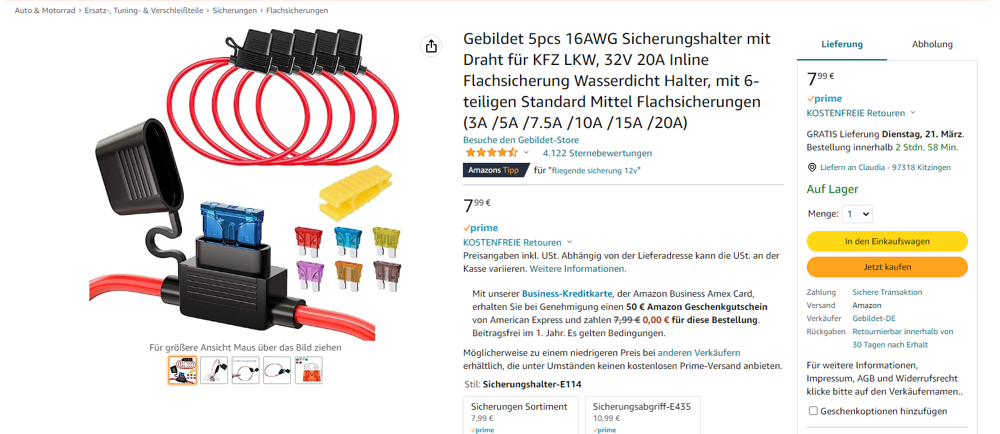 Auto & Motorrad › Ersatz-, Tuning- & Verschleißteile › Sicherungen › Flachsicherungen
Gebildet 5pcs 16AWG Sicherungshalter mit
Draht für KFZ LKW, 32V 20A Inline
Flachsicherung Wasserdicht Halter, mit 6-
teiligen Standard Mittel Flachsicherungen
(3A /5A /7.5A /10A /15A /20A)
Besuche den Gebildet-Store
4.122 Sternebewertungen
Amazons Tipp für "fliegende sicherung 12v"
7⁹⁹ €
prime
KOSTENFREIE Retouren
Preisangaben inkl. USt. Abhängig von der Lieferadresse kann die USt. an der
Kasse variieren. Weitere Informationen.
Mit unserer Business-Kreditkarte, der Amazon Business Amex Card,
erhalten Sie bei Genehmigung einen 50 € Amazon Geschenkgutschein
von American Express und zahlen 7,99 € 0,00 € für diese Bestellung.
Beitragsfrei im 1. Jahr. Es gelten Bedingungen.
Möglicherweise zu einem niedrigeren Preis bei anderen Verkäufern
erhältlich, die unter Umständen keinen kostenlosen Prime-Versand anbieten.
Stil: Sicherungshalter-E114
Sicherungen Sortiment
7,99 €
prime
Sicherungsabgriff-E435
10,99 €
prime
Für größere Ansicht Maus über das Bild ziehen
Lieferung
Abholung
7⁹⁹ €
prime
KOSTENFREIE Retouren
GRATIS Lieferung Dienstag, 21. März.
Bestellung innerhalb 2 Stdn. 58 Min.
Liefern an Claudia - 97318 Kitzingen
Auf Lager
Menge: 1
In den Einkaufswagen
Jetzt kaufen
Zahlung Sichere Transaktion
Versand Amazon
Verkäufer Gebildet-DE
Rückgaben Retournierbar innerhalb von
30 Tagen nach Erhalt
Für weitere Informationen,
Impressum, AGB und Widerrufsrecht
klicke bitte auf den Verkäufernamen..
Geschenkoptionen hinzufügen